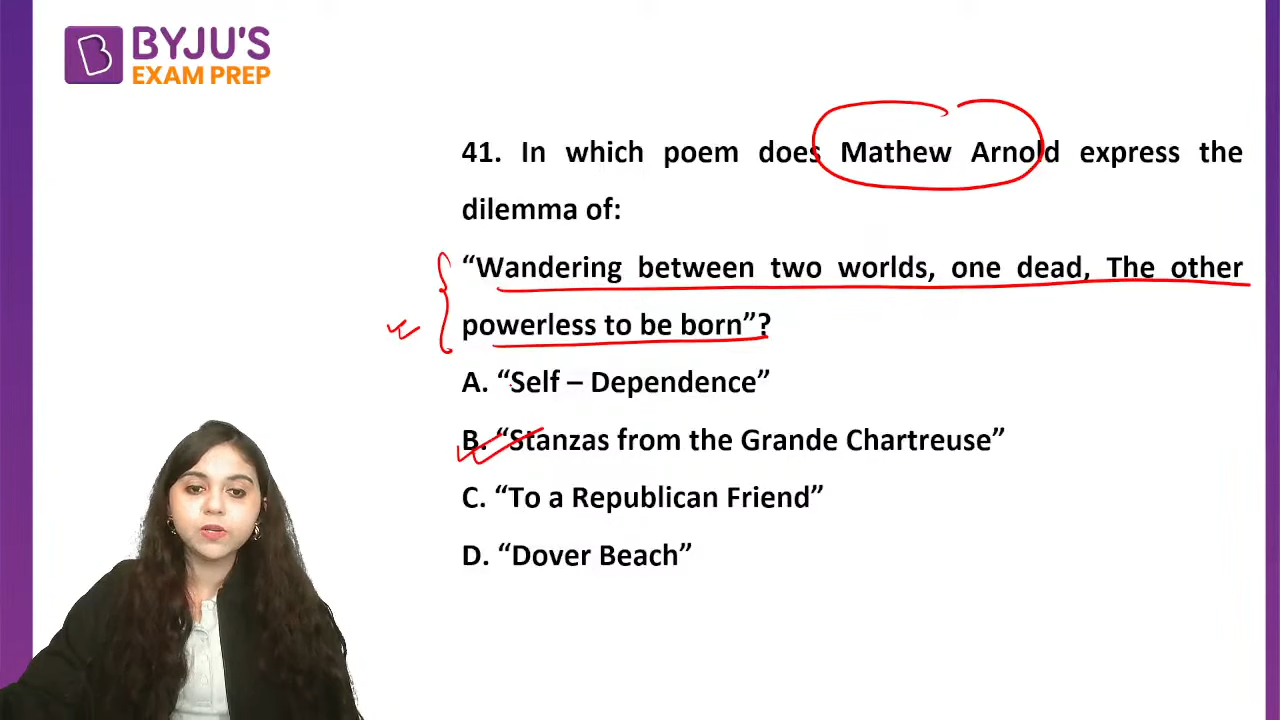 BYJU'S
EXAM PREP
41. In which poem does Mathew Arnold express the
dilemma of:
“Wandering between two worlds, one dead, The other
powerless to be born”?
A. “Self – Dependence”
B. “Stanzas from the Grande Chartreuse”
C. “To a Republican Friend”
D. “Dover Beach”